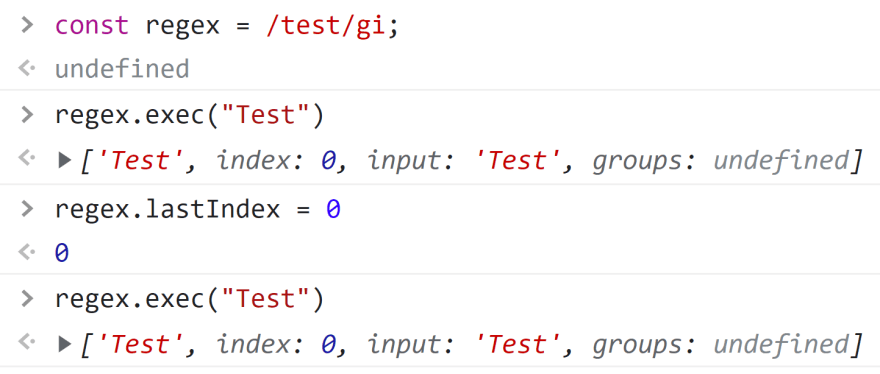 > const regex = /test/gi;
undefined
> regex.exec("Test")
['Test', index: 0, input: 'Test', groups: undefined]
> regex.lastIndex = 0
0
> regex.exec("Test")
['Test', index: 0, input: 'Test', groups: undefined]